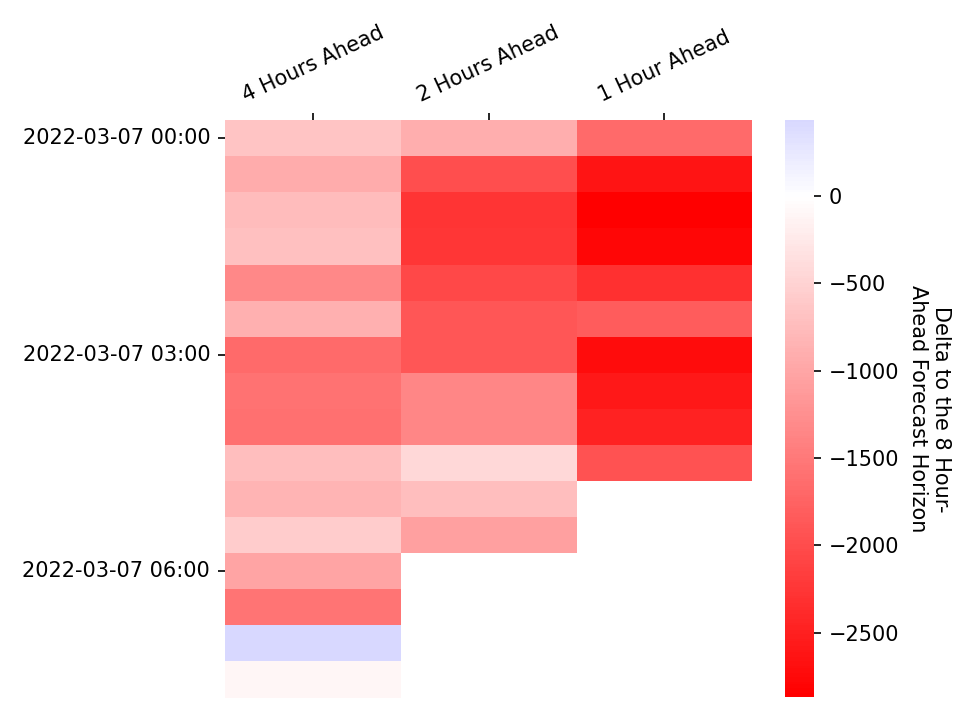 4 Hours Ahead
2 Hours Ahead
1 Hour Ahead
2022-03-07 00:00
2022-03-07 03:00
2022-03-07 06:00
0
−500
−1000
−1500
−2000
−2500
Delta to the 8 Hour-
Ahead Forecast Horizon